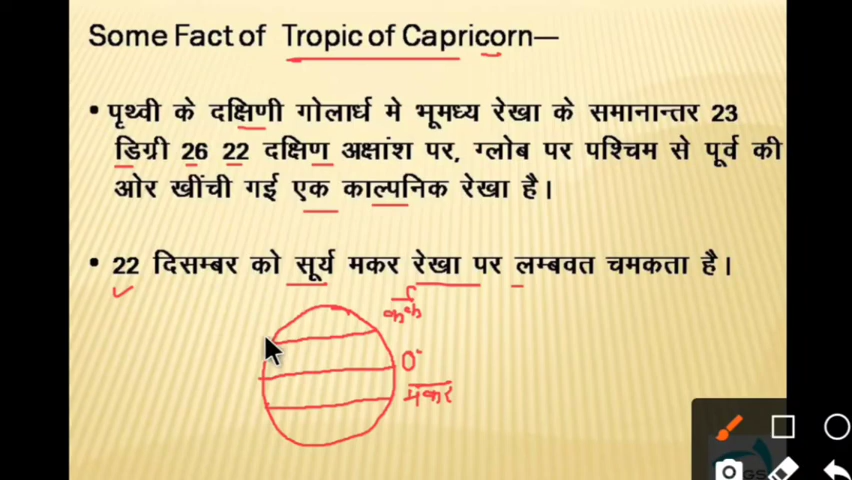 Some Fact of Tropic of Capricorn—
• पृथ्वी के दक्षिणी गोलार्ध मे भूमध्य रेखा के समानान्तर 23
डिग्री 26 22 दक्षिण अक्षांश पर, ग्लोब पर पश्चिम से पूर्व की
ओर खींची गई एक काल्पनिक रेखा है।
• 22 दिसम्बर को सूर्य मकर रेखा पर लम्बवत चमकता है।
कर्क
0°
मकर
GS